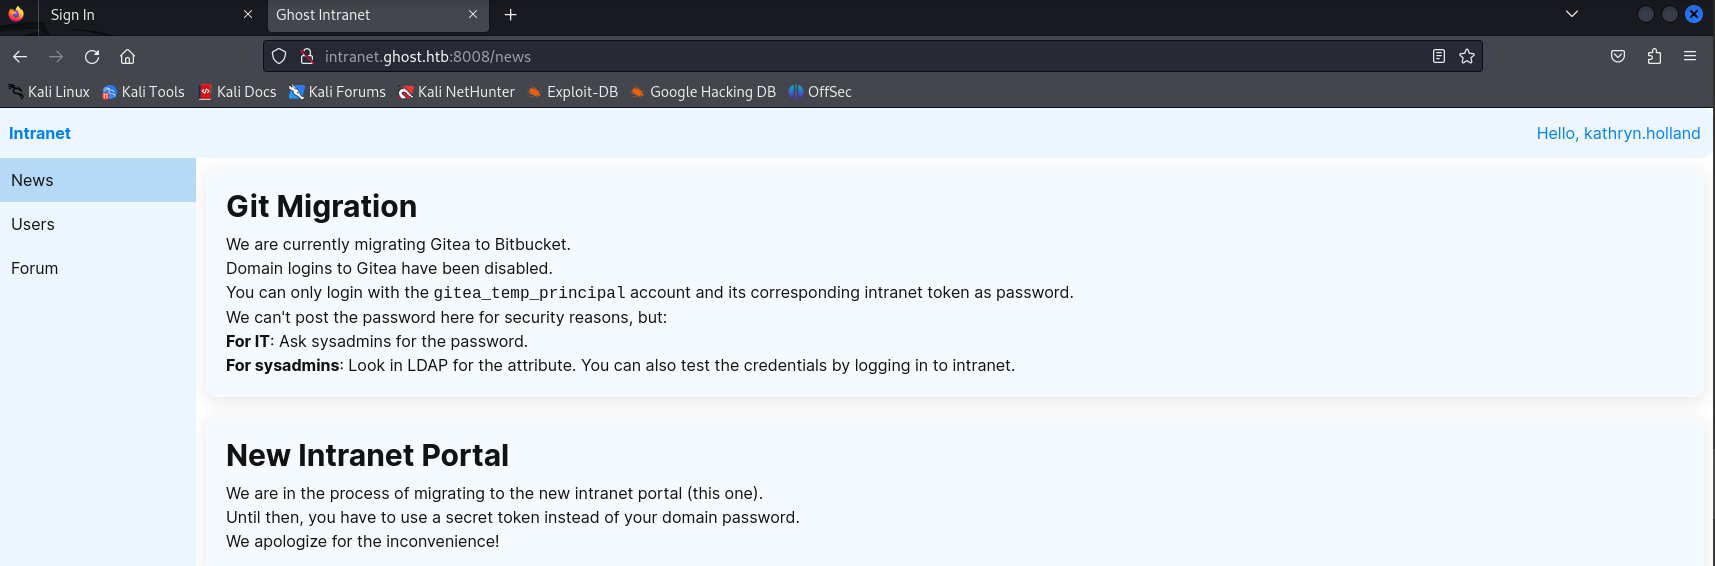 Sign In
Ghost Intranet
intranet.ghost.htb:8008/news
Kali Linux Kali Tools Kali Docs Kali Forums Kali NetHunter Exploit-DB Google Hacking DB OffSec
Intranet
Hello, kathryn.holland
News
Users
Forum
Git Migration
We are currently migrating Gitea to Bitbucket.
Domain logins to Gitea have been disabled.
You can only login with the gitea_temp_principal account and its corresponding intranet token as password.
We can't post the password here for security reasons, but:
For IT: Ask sysadmins for the password.
For sysadmins: Look in LDAP for the attribute. You can also test the credentials by logging in to intranet.
New Intranet Portal
We are in the process of migrating to the new intranet portal (this one).
Until then, you have to use a secret token instead of your domain password.
We apologize for the inconvenience!